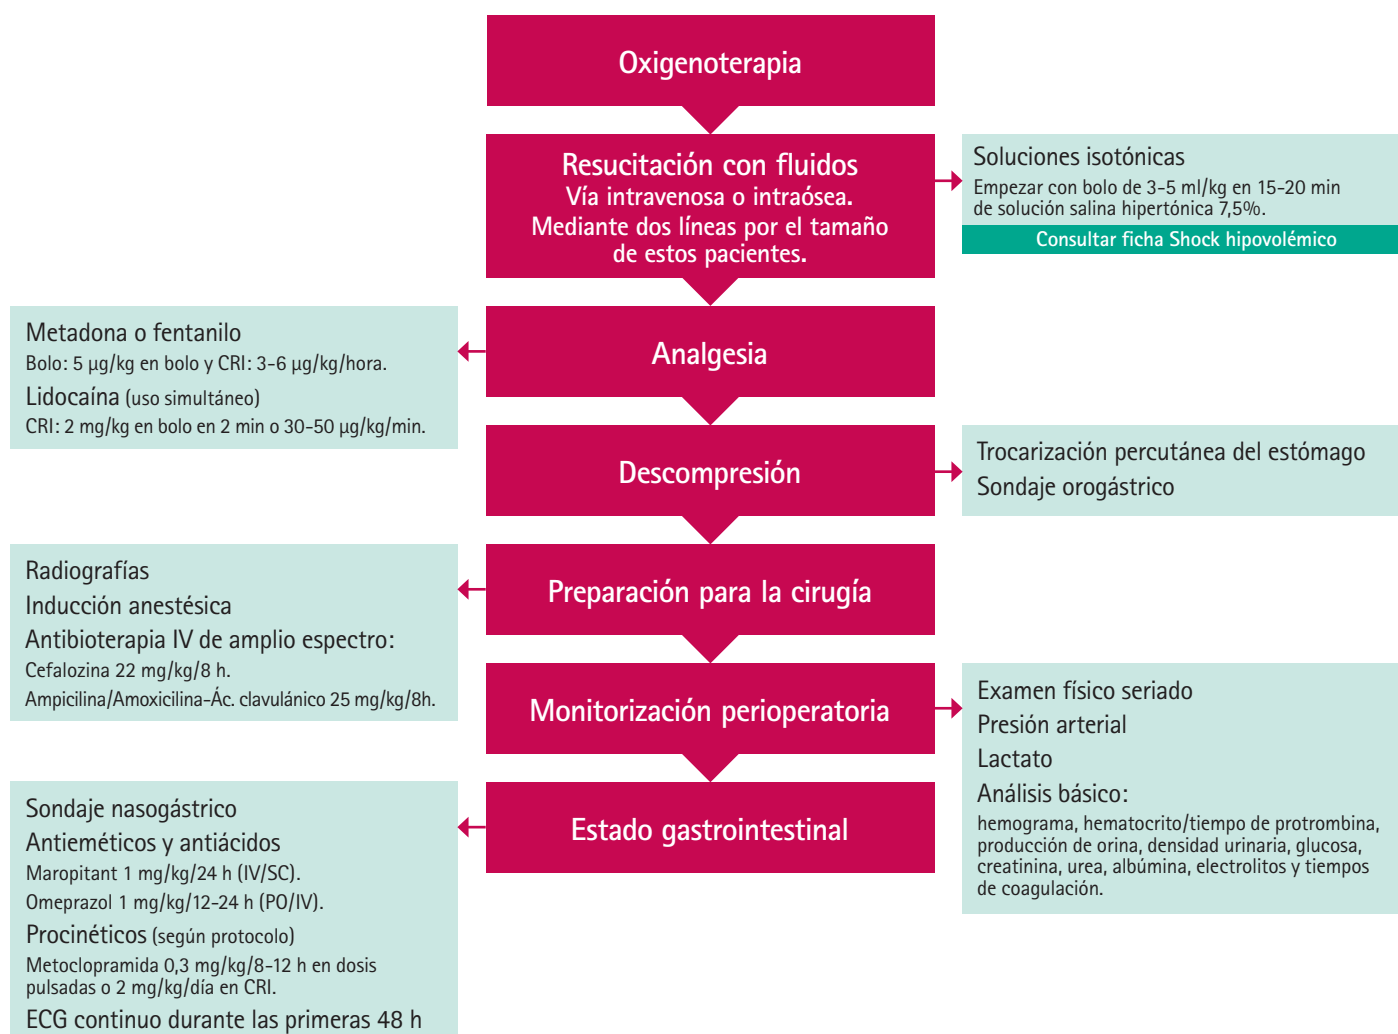 Oxigenoterapia
Resucitación con fluidos
Vía intravenosa o intraósea.
Mediante dos líneas por el tamaño
de estos pacientes.
Soluciones isotónicas
Empezar con bolo de 3-5 ml/kg en 15-20 min
de solución salina hipertónica 7,5%.
Consultar ficha Shock hipovolémico
Analgesia
Metadona o fentanilo
Bolo: 5 µg/kg en bolo y CRI: 3-6 µg/kg/hora.
Lidocaína (uso simultáneo)
CRI: 2 mg/kg en bolo en 2 min o 30-50 µg/kg/min.
Descompresión
Trocarización percutánea del estómago
Sondaje orogástrico
Preparación para la cirugía
Radiografías
Inducción anestésica
Antibioterapia IV de amplio espectro:
Cefalozina 22 mg/kg/8 h.
Ampicilina/Amoxicilina-Ác. clavulánico 25 mg/kg/8h.
Monitorización perioperatoria
Examen físico seriado
Presión arterial
Lactato
Análisis básico:
hemograma, hematocrito/tiempo de protrombina,
producción de orina, densidad urinaria, glucosa,
creatinina, urea, albúmina, electrolitos y tiempos
de coagulación.
Estado gastrointestinal
Sondaje nasogástrico
Antieméticos y antiácidos
Maropitant 1 mg/kg/24 h (IV/SC).
Omeprazol 1 mg/kg/12-24 h (PO/IV).
Procinéticos (según protocolo)
Metoclopramida 0,3 mg/kg/8-12 h en dosis
pulsadas o 2 mg/kg/día en CRI.
ECG continuo durante las primeras 48 h